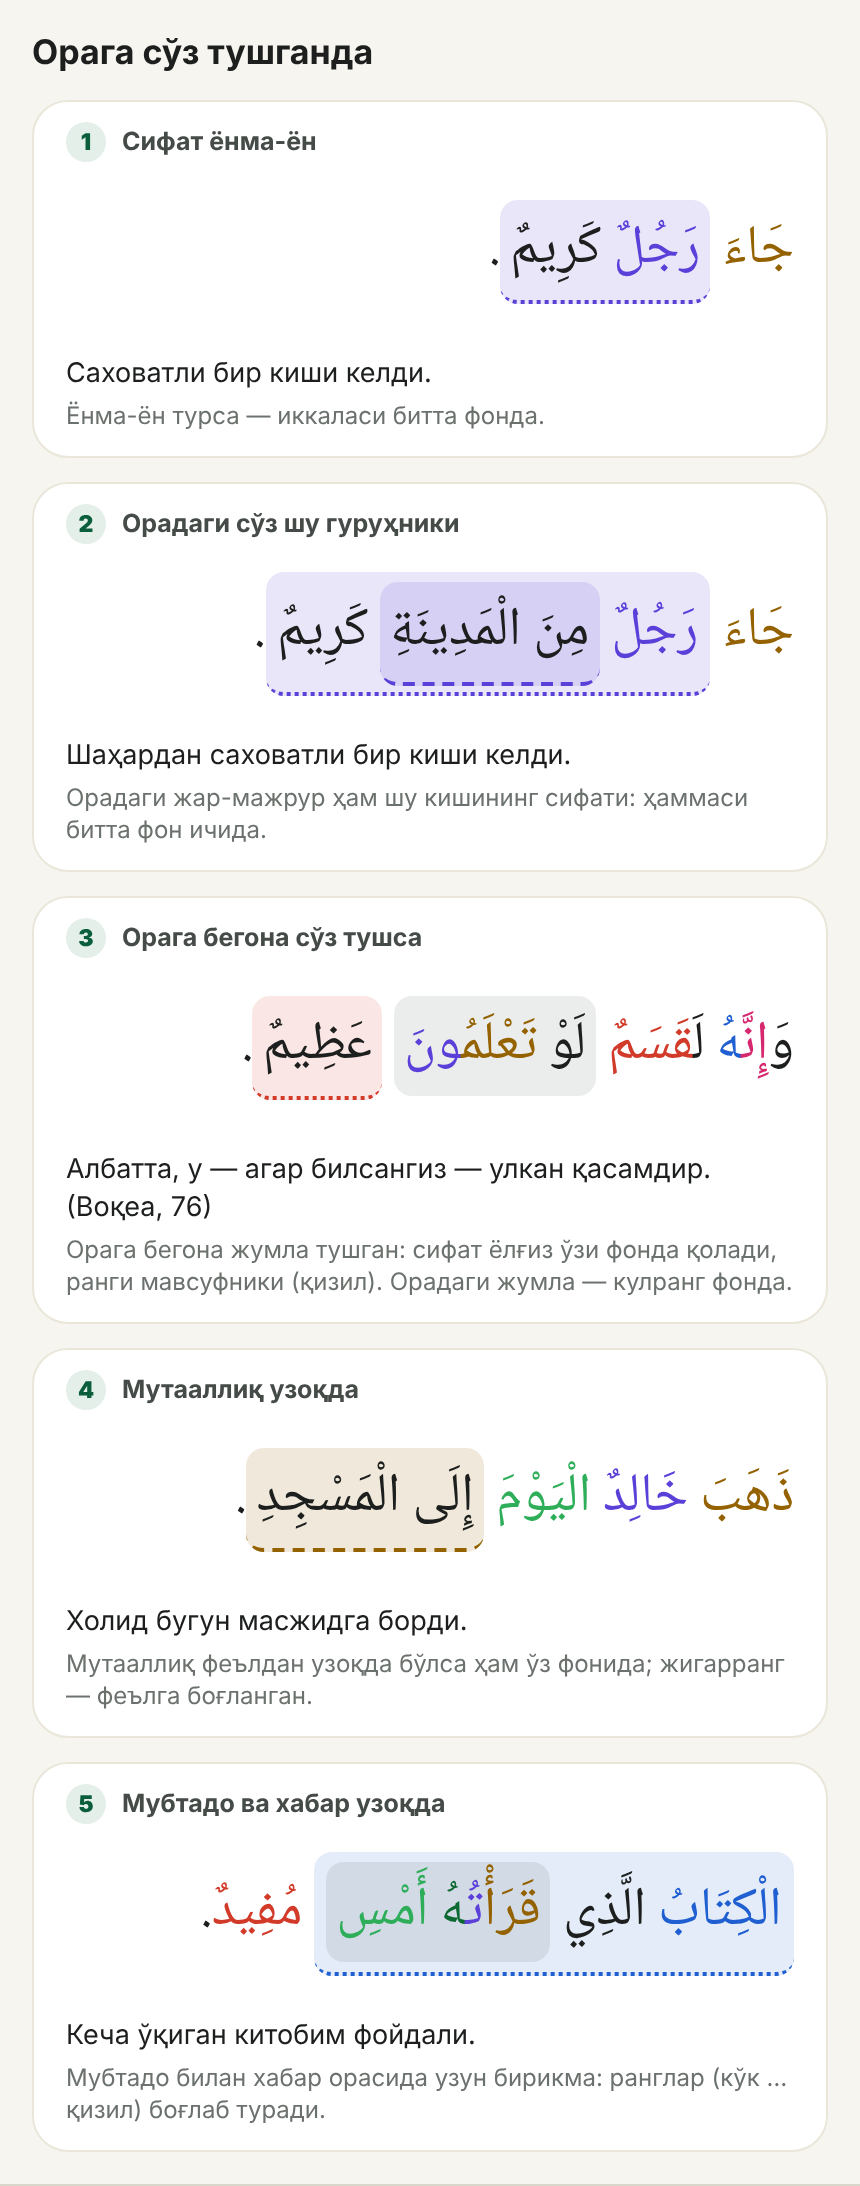 Орага сўз тушганда
1 Сифат ёнма-ён
جَاءَ رَجُلٌ كَرِيمٌ.
Саховатли бир киши келди.
Ёнма-ён турса — иккаласи битта фонда.
2 Орадаги сўз шу гуруҳники
جَاءَ رَجُلٌ مِنَ الْمَدِينَةِ كَرِيمٌ.
Шаҳардан саховатли бир киши келди.
Орадаги жар-мажрур ҳам шу кишининг сифати: ҳаммаси
битта фон ичида.
3 Орага бегона сўз тушса
وَإِنَّهُ لَقَسَمٌ لَوْ تَعْلَمُونَ عَظِيمٌ.
Албатта, у — агар билсангиз — улкан қасамдир.
(Воқеа, 76)
Орага бегона жумла тушган: сифат ёлғиз ўзи фонда қолади,
ранги мавсуфники (қизил). Орадаги жумла — кулранг фонда.
4 Мутааллиқ узоқда
ذَهَبَ خَالِدٌ الْيَوْمَ إِلَى الْمَسْجِدِ.
Холид бугун масжидга борди.
Мутааллиқ феълдан узоқда бўлса ҳам ўз фонида; жигарранг
— феълга боғланган.
5 Мубтадо ва хабар узоқда
الْكِتَابُ الَّذِي قَرَأْتُهُ أَمْسِ مُفِيدٌ.
Кеча ўқиган китобим фойдали.
Мубтадо билан хабар орасида узун бирикма: ранглар (кўк …
қизил) боғлаб туради.